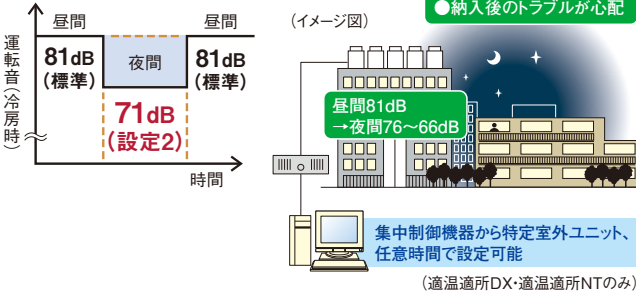 ●納入後のトラブルが心配
昼間
昼間
（イメージ図）
運転音（冷房時）
81dB
（標準）
夜間
81dB
（標準）
71dB
（設定2）
時間
昼間81dB
→夜間76〜66dB
集中制御機器から特定室外ユニット、
任意時間で設定可能
（適温適所DX・適温適所NTのみ）